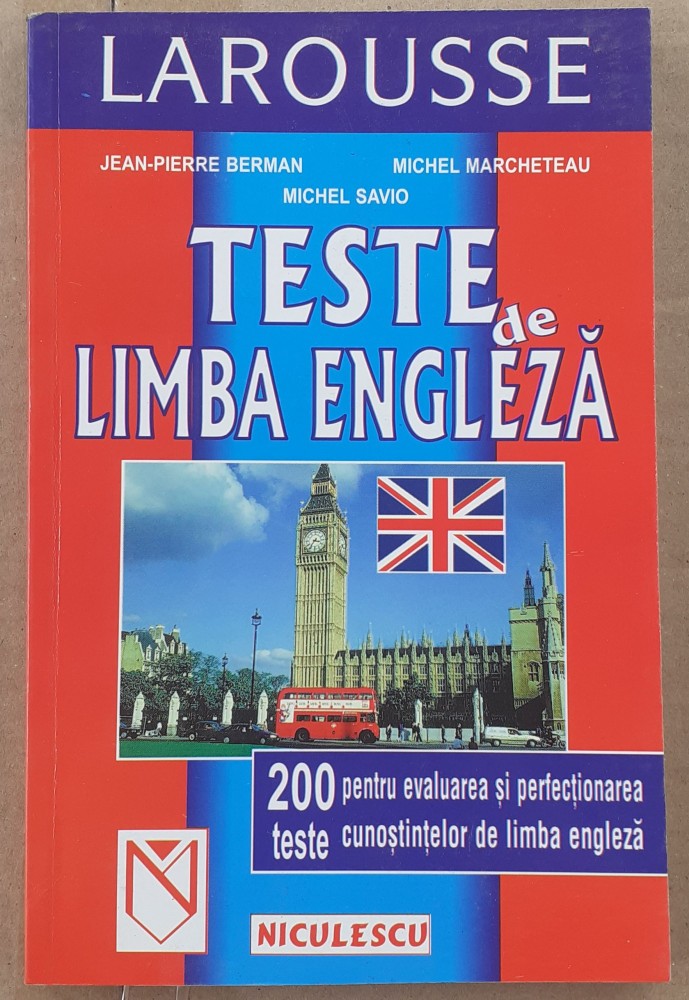 LAROUSSE
JEAN-PIERRE BERMAN MICHEL MARCHETEAU
MICHEL SAVIO
TESTE
de
LIMBA ENGLEZĂ
200 pentru evaluarea și perfecționarea
teste cunoștințelor de limba engleză
NICULESCU